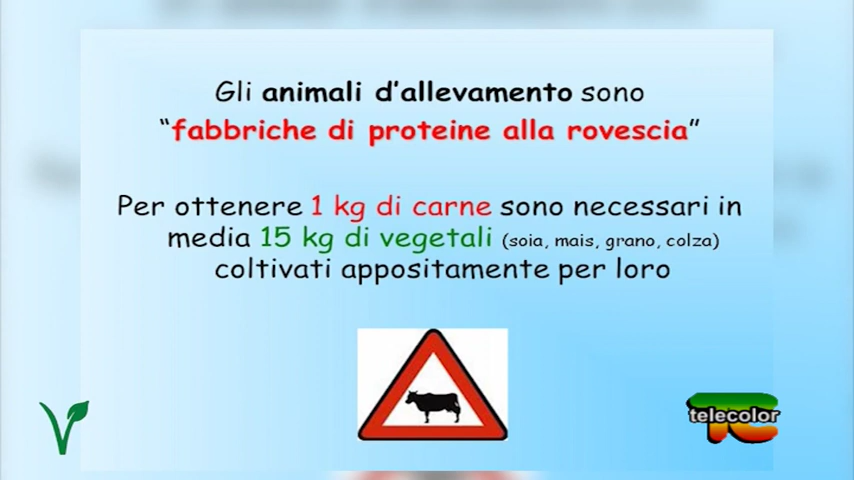 Gli animali d'allevamento sono
"fabbriche di proteine alla rovescia"
Per ottenere 1 kg di carne sono necessari in
media 15 kg di vegetali (soia, mais, grano, colza)
coltivati appositamente per loro
telecolor